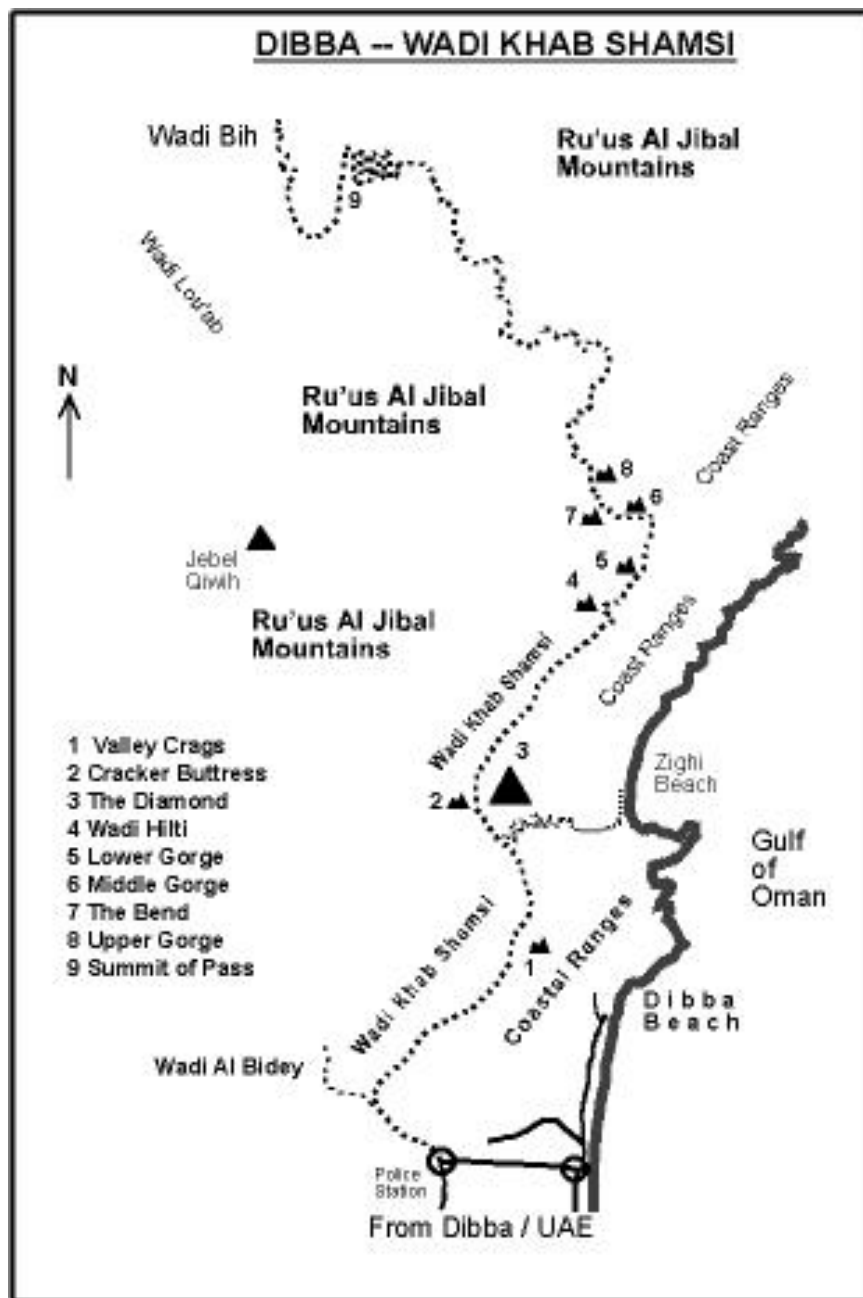 DIBBA -- WADI KHAB SHAMSI
Wadi Bih
Ru'us Al Jibal
Mountains
9
Wadi Lou'ab
N
Ru'us Al Jibal
Mountains
Coast Ranges
8
6
7
Jebel
Qiwih
5
4
Ru'us Al Jibal
Mountains
Coast Ranges
Wadi Khab Shamsi
3
Zighi
Beach
2
1 Valley Crags
2 Cracker Buttress
3 The Diamond
4 Wadi Hilti
5 Lower Gorge
6 Middle Gorge
7 The Bend
8 Upper Gorge
9 Summit of Pass
Gulf
of
Oman
Wadi Khab Shamsi
1
Coastal Ranges
Dibba
Beach
Wadi Al Bidey
Police
Station
From Dibba / UAE